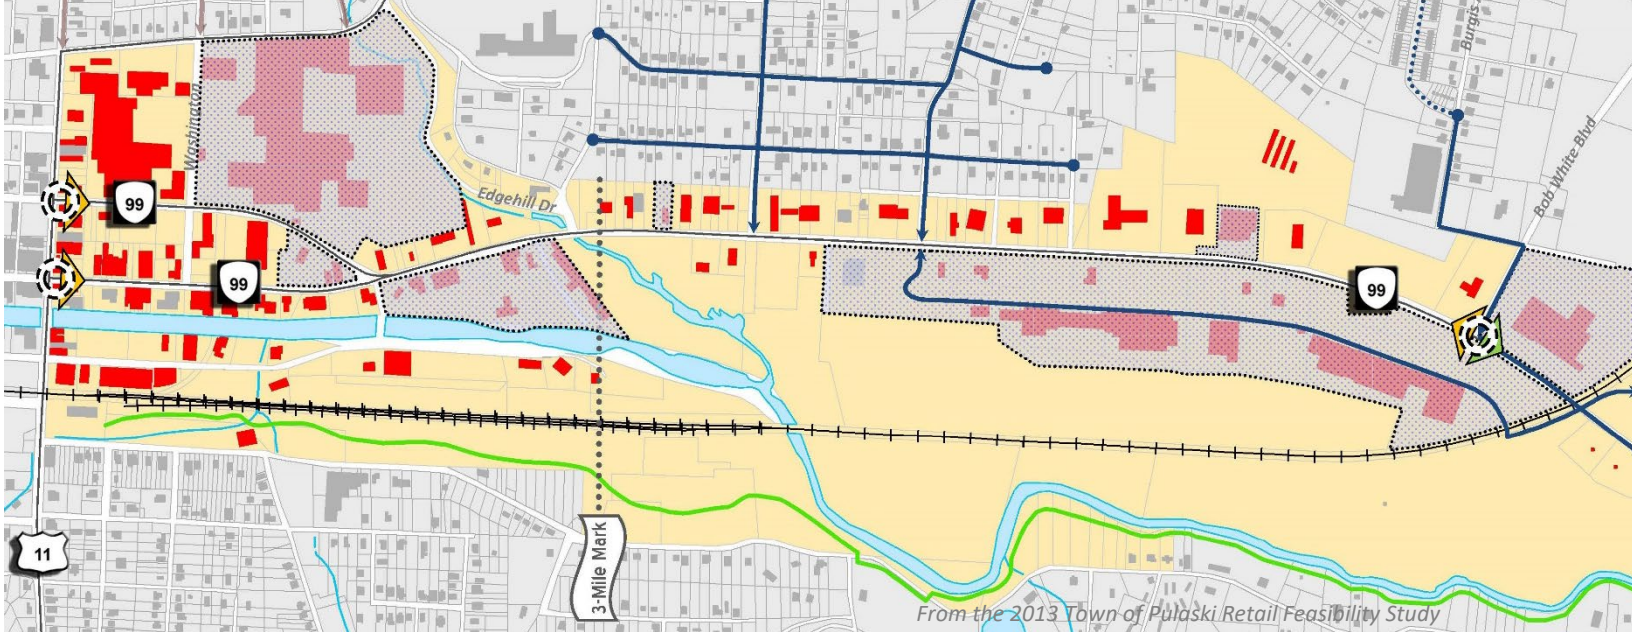 Burgis
Washington
99
Edgehill Dr
Bob White Blvd
99
99
3-Mile Mark
11
From the 2013 Town of Pulaski Retail Feasibility Study